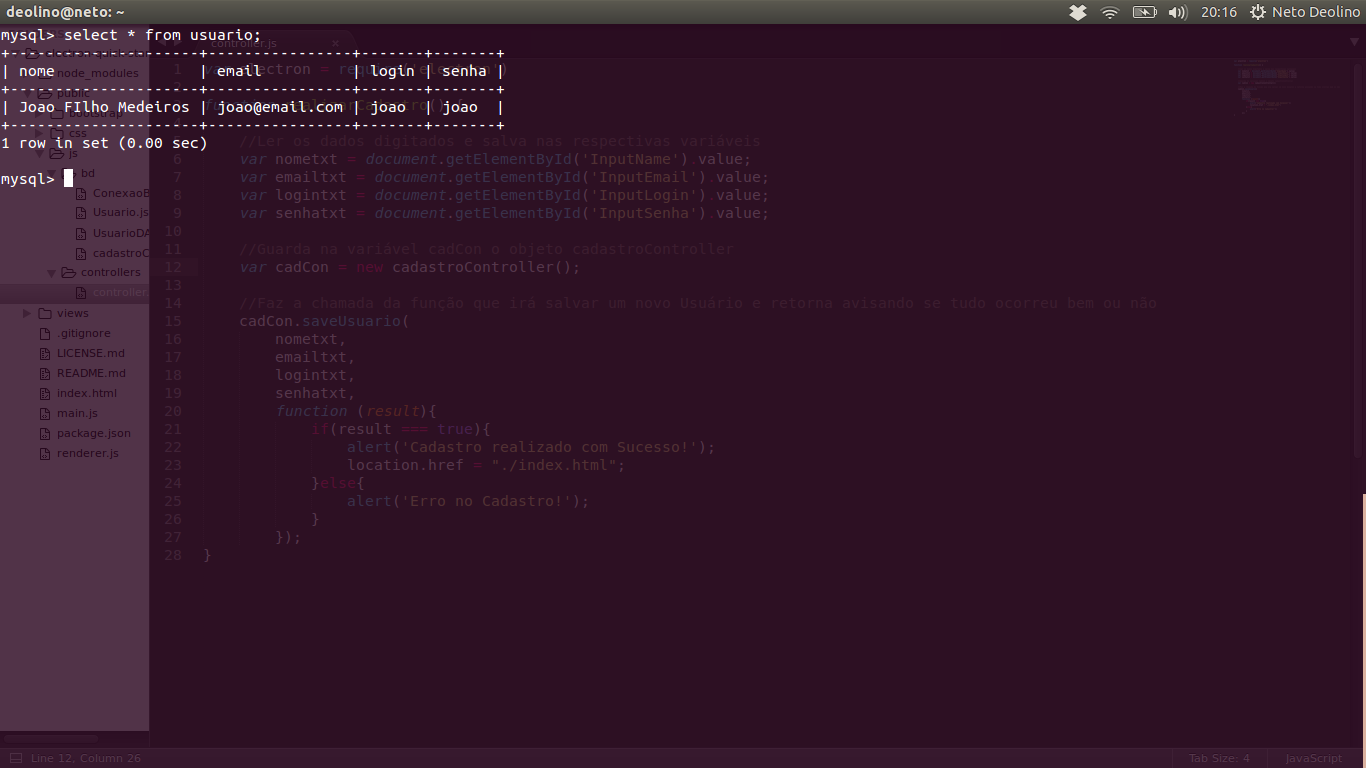 deolino@neto: ~
20:16 Neto Deolino
mysql> select * from usuario;
+----------------------+----------------+-------+-------+
| nome | email | login | senha |
+----------------------+----------------+-------+-------+
| Joao FIlho Medeiros | joao@email.com | joao | joao |
+----------------------+----------------+-------+-------+
1 row in set (0.00 sec)
mysql>
node_modules
public
bootstrap
css
js
bd
ConexaoB
Usuario.js
UsuarioDA
cadastroC
controllers
controller.
views
.gitignore
LICENSE.md
README.md
index.html
main.js
package.json
renderer.js
controller.js
1
5 //Ler os dados digitados e salva nas respectivas variáveis
6 var nometxt = document.getElementById('InputName').value;
7 var emailtxt = document.getElementById('InputEmail').value;
8 var logintxt = document.getElementById('InputLogin').value;
9 var senhatxt = document.getElementById('InputSenha').value;
10
11 //Guarda na variável cadCon o objeto cadastroController
12 var cadCon = new cadastroController();
13
14 //Faz a chamada da função que irá salvar um novo Usuário e retorna avisando se tudo ocorreu bem ou não
15 cadCon.saveUsuario(
16 nometxt,
17 emailtxt,
18 logintxt,
19 senhatxt,
20 function (result){
21 if(result === true){
22 alert('Cadastro realizado com Sucesso!');
23 location.href = "./index.html";
24 }else{
25 alert('Erro no Cadastro!');
26 }
27 });
28 }
Line 12, Column 26
Tab Size: 4
JavaScript